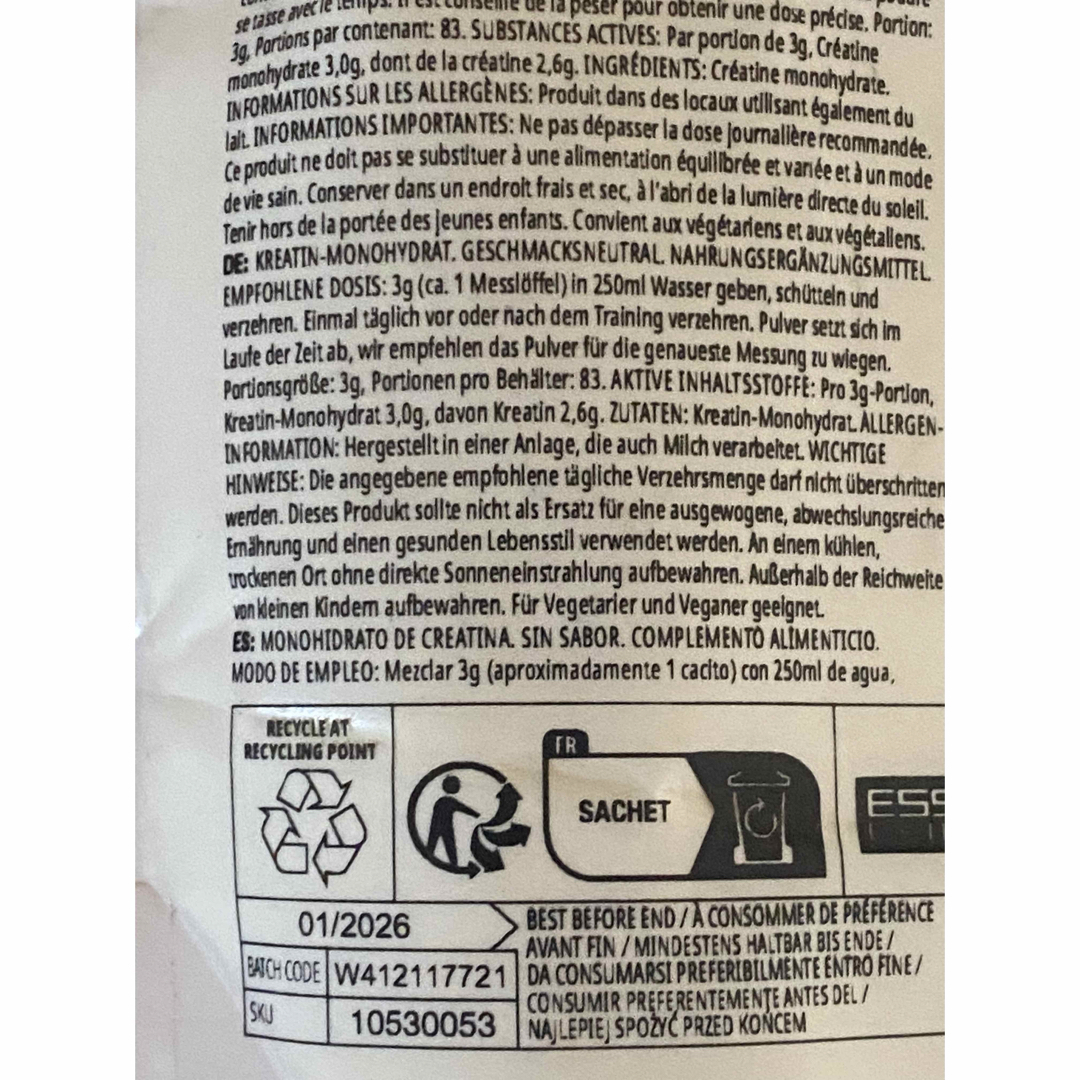 se tasse avec le temps. Il est conseillé de la peser pour obtenir une dose précise. Portion:
3g, Portions par contenant: 83. SUBSTANCES ACTIVES: Par portion de 3g, Créatine
monohydrate 3,0g, dont de la créatine 2,6g. INGRÉDIENTS: Créatine monohydrate.
INFORMATIONS SUR LES ALLERGÈNES: Produit dans des locaux utilisant également du
lait. INFORMATIONS IMPORTANTES: Ne pas dépasser la dose journalière recommandée.
Ce produit ne doit pas se substituer à une alimentation équilibrée et variée et à un mode
de vie sain. Conserver dans un endroit frais et sec, à l'abri de la lumière directe du soleil.
Tenir hors de la portée des jeunes enfants. Convient aux végétariens et aux végétaliens.
DE: KREATIN-MONOHYDRAT. GESCHMACKSNEUTRAL. NAHRUNGSERGÄNZUNGSMITTEL.
EMPFOHLENE DOSIS: 3g (ca. 1 Messlöffel) in 250ml Wasser geben, schütteln und
verzehren. Einmal täglich vor oder nach dem Training verzehren. Pulver setzt sich im
Laufe der Zeit ab, wir empfehlen das Pulver für die genaueste Messung zu wiegen.
Portionsgröße: 3g, Portionen pro Behälter: 83. AKTIVE INHALTSSTOFFE: Pro 3g-Portion,
Kreatin-Monohydrat 3,0g, davon Kreatin 2,6g. ZUTATEN: Kreatin-Monohydrat. ALLERGEN-
INFORMATION: Hergestellt in einer Anlage, die auch Milch verarbeitet. WICHTIGE
HINWEISE: Die angegebene empfohlene tägliche Verzehrsmenge darf nicht überschritten
werden. Dieses Produkt sollte nicht als Ersatz für eine ausgewogene, abwechslungsreiche
Ernährung und einen gesunden Lebensstil verwendet werden. An einem kühlen,
trockenen Ort ohne direkte Sonneneinstrahlung aufbewahren. Außerhalb der Reichweite
von kleinen Kindern aufbewahren. Für Vegetarier und Veganer geeignet.
ES: MONOHIDRATO DE CREATINA. SIN SABOR. COMPLEMENTO ALIMENTICIO.
MODO DE EMPLEO: Mezclar 3g (aproximadamente 1 cacito) con 250ml de agua,
RECYCLE AT
RECYCLING POINT
FR
SACHET
ESS
01/2026
BATCH CODE W412117721
SKU 10530053
BEST BEFORE END / À CONSOMMER DE PRÉFÉRENCE
AVANT FIN / MINDESTENS HALTBAR BIS ENDE /
DA CONSUMARSI PREFERIBILMENTE ENTRO FINE /
CONSUMIR PREFERENTEMENTE ANTES DEL /
NAJLEPIEJ SPOŻYĆ PRZED KOŃCEM